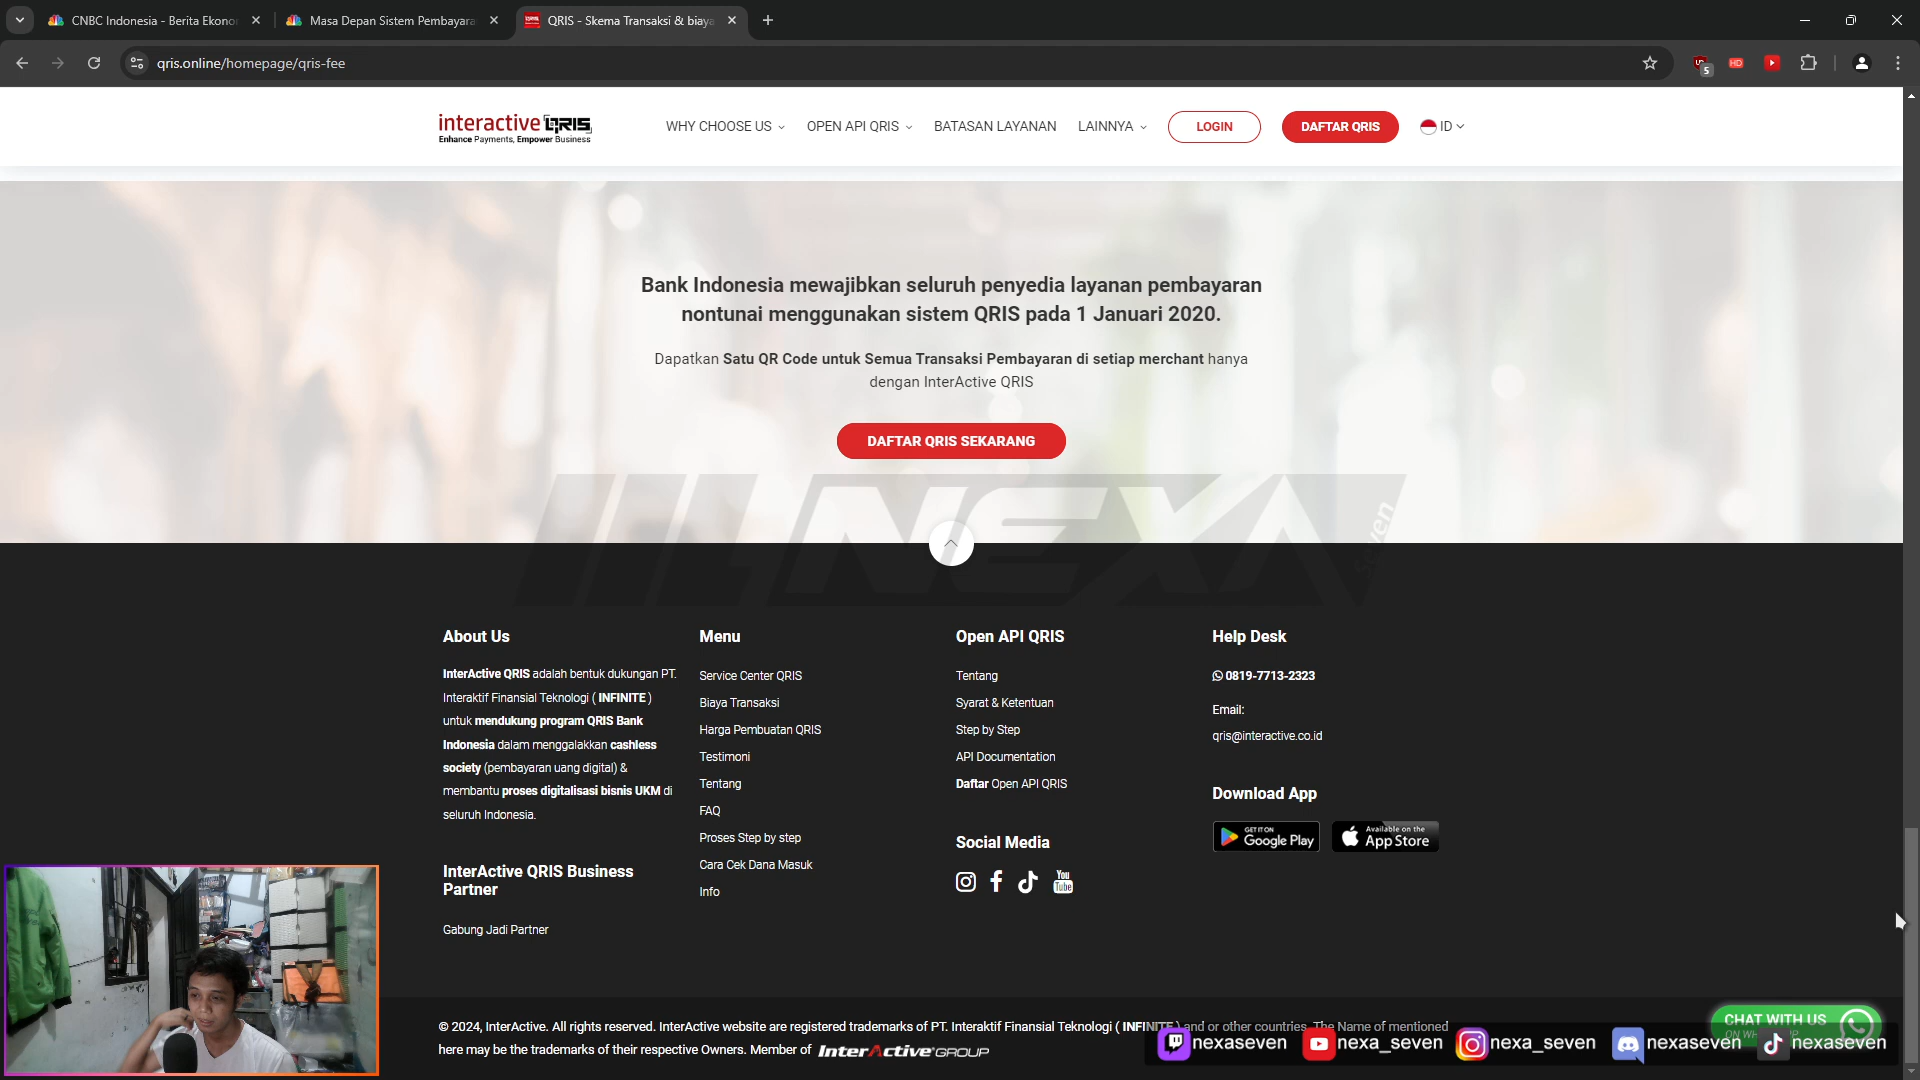 CNBC Indonesia - Berita Ekono
Masa Depan Sistem Pembayara
QRIS - Skema Transaksi & biaya
qris.online/homepage/qris-fee
5
HD
interactive QRIS
Enhance Payments, Empower Business
WHY CHOOSE US
OPEN API QRIS
BATASAN LAYANAN
LAINNYA
LOGIN
DAFTAR QRIS
ID
Bank Indonesia mewajibkan seluruh penyedia layanan pembayaran
nontunai menggunakan sistem QRIS pada 1 Januari 2020.
Dapatkan Satu QR Code untuk Semua Transaksi Pembayaran di setiap merchant hanya
dengan InterActive QRIS
DAFTAR QRIS SEKARANG
NEXA
Seven
About Us
InterActive QRIS adalah bentuk dukungan PT.
Interaktif Finansial Teknologi ( INFINITE )
untuk mendukung program QRIS Bank
Indonesia dalam menggalakkan cashless
society (pembayaran uang digital) &
membantu proses digitalisasi bisnis UKM di
seluruh Indonesia.
InterActive QRIS Business
Partner
Gabung Jadi Partner
Menu
Service Center QRIS
Biaya Transaksi
Harga Pembuatan QRIS
Testimoni
Tentang
FAQ
Proses Step by step
Cara Cek Dana Masuk
Info
Open API QRIS
Tentang
Syarat & Ketentuan
Step by Step
API Documentation
Daftar Open API QRIS
Social Media
You
Tube
Help Desk
0819-7713-2323
Email:
qris@interactive.co.id
Download App
GET IT ON
Google Play
Available on the
App Store
© 2024, InterActive. All rights reserved. InterActive website are registered trademarks of PT. Interaktif Finansial Teknologi ( INFINITE ) and or other countries. The Name of mentioned
here may be the trademarks of their respective Owners. Member of InterActive GROUP
CHAT WITH US
ON WHATSAPP
nexaseven
nexa_seven
nexa_seven
nexaseven
nexaseven